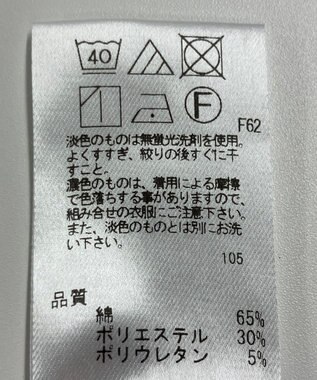 40
F
F62
淡色のものは無蛍光洗剤を使用。
よくすすぎ、絞りの後すぐに干
すこと。
濃色のものは、着用による摩擦
で色落ちする事がありますので、
組み合せの衣服にご注意下さい。
また、淡色のものとは別にお洗
い下さい。
105
品質
綿 65%
ポリエステル 30%
ポリウレタン 5%